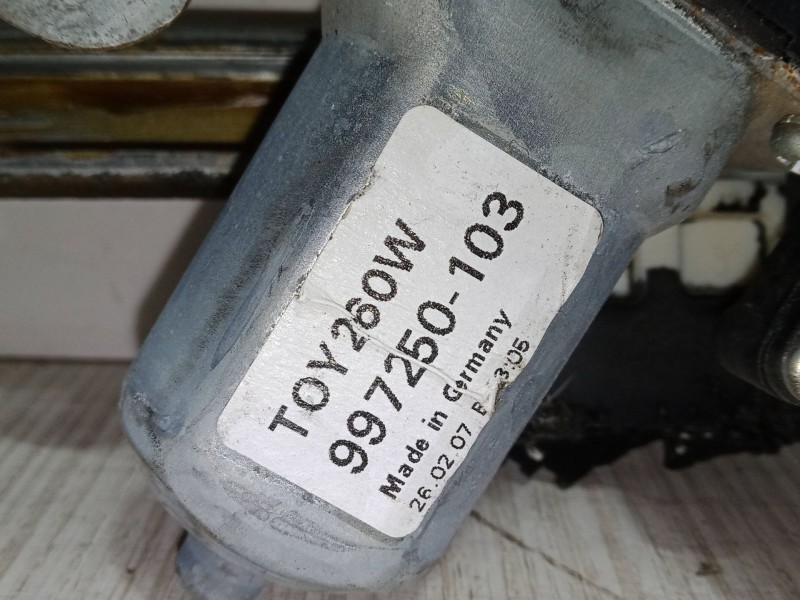 TOY260W
997250-103
Made in Germany
26.02.07 B 3:05